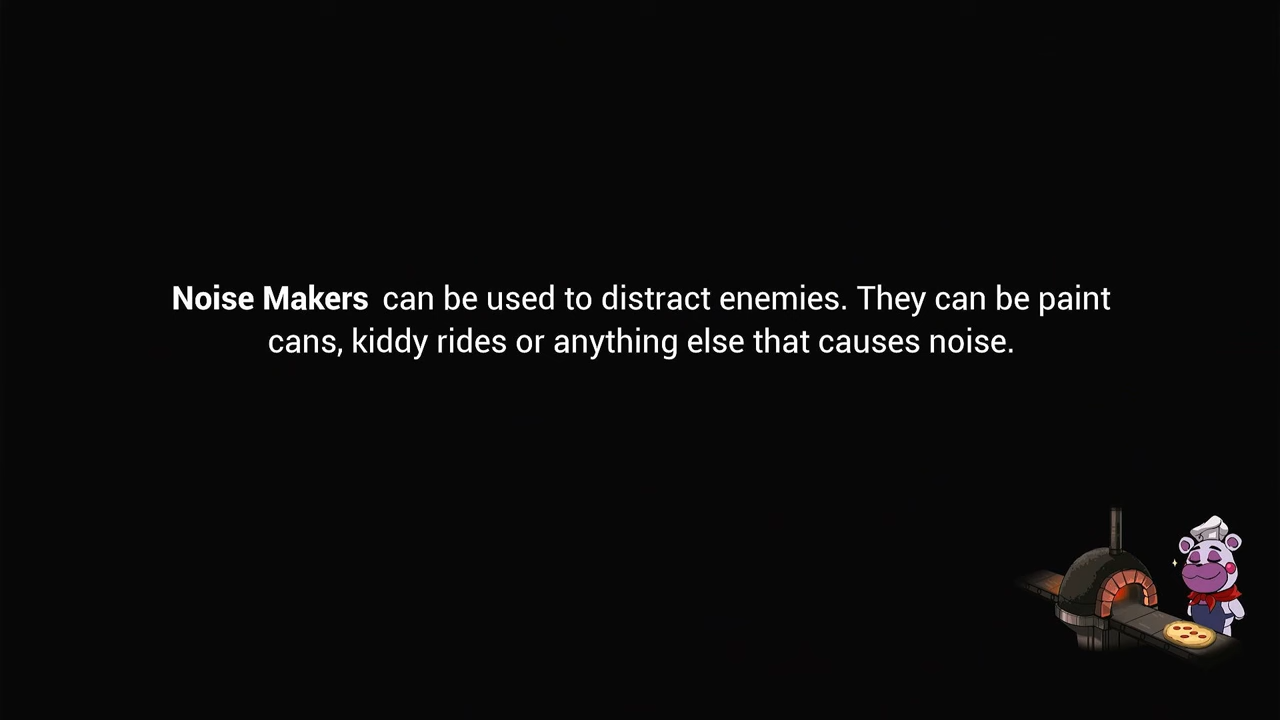 Noise Makers can be used to distract enemies. They can be paint
cans, kiddy rides or anything else that causes noise.